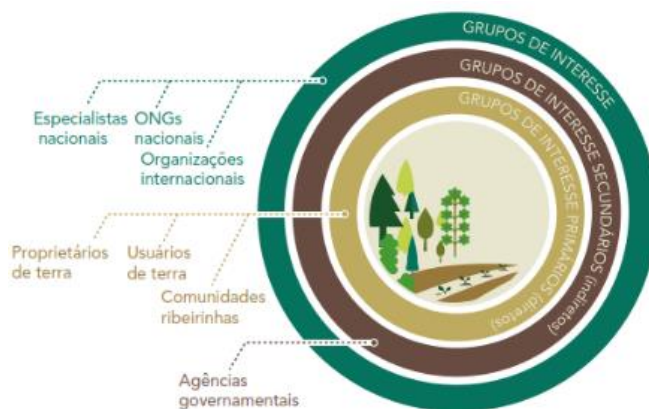 GRUPOS DE INTERESSE
GRUPOS DE INTERESSE SECUNDÁRIOS (indiretos)
GRUPOS DE INTERESSE PRIMÁRIOS (diretos)
Especialistas
nacionais
ONGs
nacionais
Organizações
internacionais
Proprietários
de terra
Usuários
de terra
Comunidades
ribeirinhas
Agências
governamentais